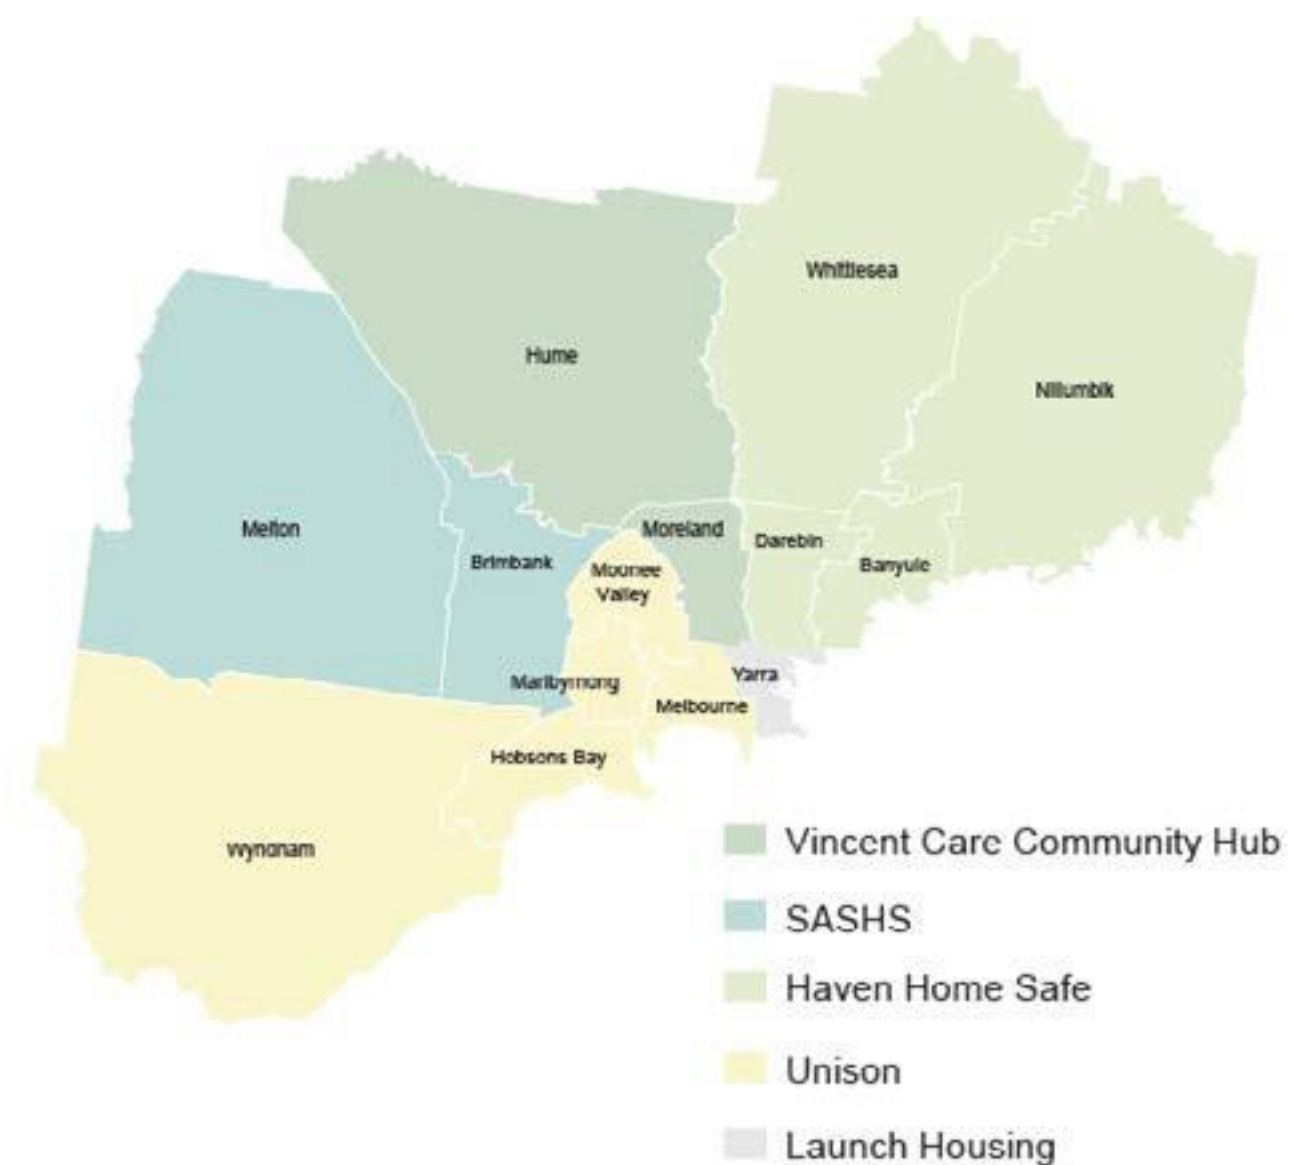 Whittlesea
Hume
Nillumbik
Melton
Moreland
Darebin
Brimbank
Banyule
Moonee
Valley
Yarra
Maribyrnong
Melbourne
Hobsons Bay
Wyndham
Vincent Care Community Hub
SASHS
Haven Home Safe
Unison
Launch Housing